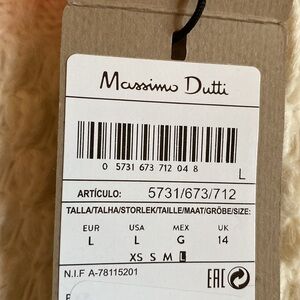 Massimo Dutti
0 5731 673 712 04 8
L
ARTÍCULO: 5731/673/712
TALLA/TALHA/STORLEK/TAILLE/MAAT/GRÖBE/SIZE:
EUR USA MEX UK
L L G 14
XS S M L
N.I.F A-78115201
EAC